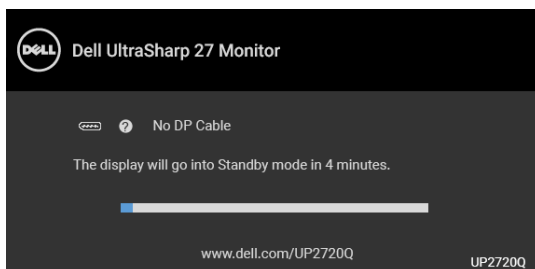 DELL Dell UltraSharp 27 Monitor
? No DP Cable
The display will go into Standby mode in 4 minutes.
www.dell.com/UP2720Q
UP2720Q